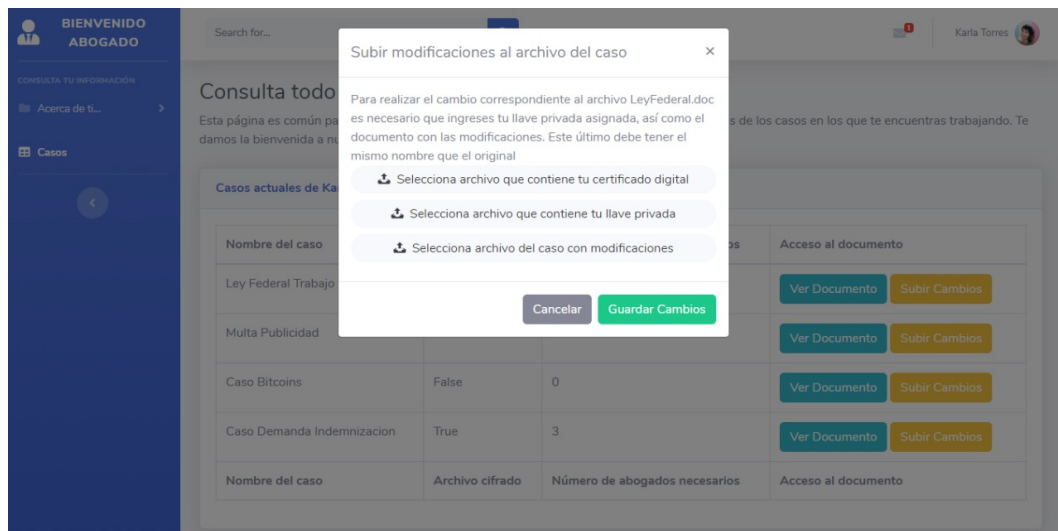 BIENVENIDO
ABOGADO
Search for...
0
Karla Torres
CONSULTA TU INFORMACIÓN
Acerca de ti...
Casos
Subir modificaciones al archivo del caso
×
Para realizar el cambio correspondiente al archivo LeyFederal.doc
es necesario que ingreses tu llave privada asignada, así como el
documento con las modificaciones. Este último debe tener el
mismo nombre que el original
Selecciona archivo que contiene tu certificado digital
Selecciona archivo que contiene tu llave privada
Selecciona archivo del caso con modificaciones
Cancelar Guardar Cambios
Consulta todo
Esta página es común s de los casos en los que te encuentras trabajando. Te
damos la bienvenida a
Casos actuales de
Nombre del caso Acceso al documento
Ley Federal Trabajo Ver Documento Subir Cambios
Multa Publicidad Ver Documento Subir Cambios
Caso Bitcoins False 0 Ver Documento Subir Cambios
Caso Demanda Indemnizacion True 3 Ver Documento Subir Cambios
Nombre del caso Archivo cifrado Número de abogados necesarios Acceso al documento